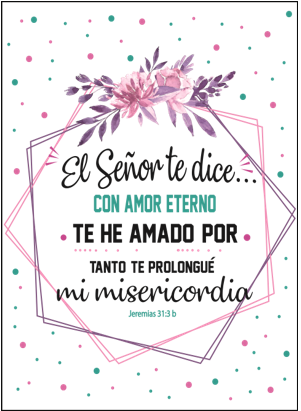 El Señor te dice...
CON AMOR ETERNO
TE HE AMADO POR
TANTO TE PROLONGUÉ
mi misericordia
Jeremías 31:3 b